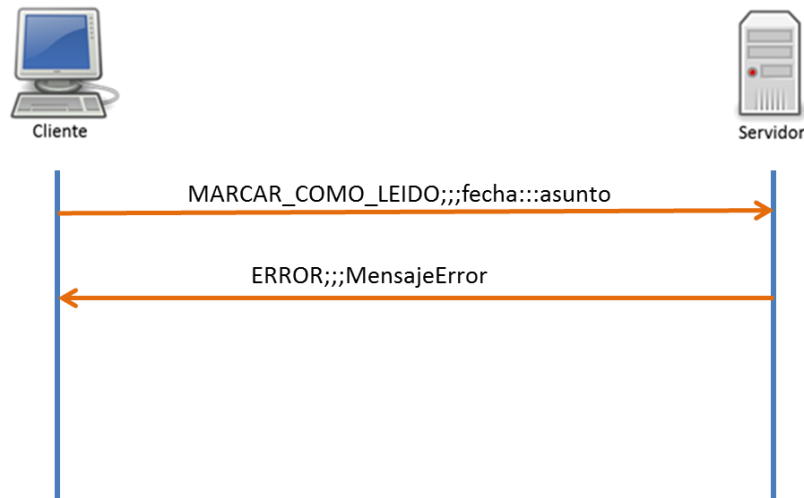 Cliente
Servidor
MARCAR_COMO_LEIDO;;;fecha:::asunto
ERROR;;;MensajeError